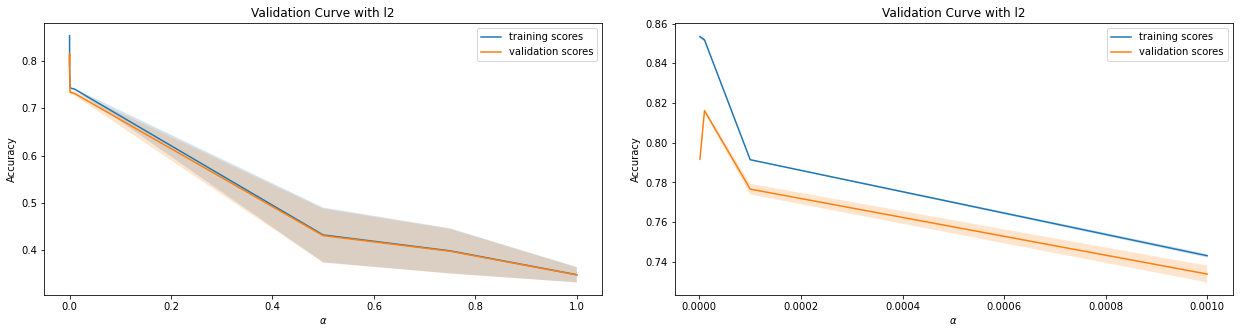 Validation Curve with l2
training scores
validation scores
Accuracy
0.8
0.7
0.6
0.5
0.4
0.0
0.2
0.4
0.6
0.8
1.0
α
Validation Curve with l2
training scores
validation scores
Accuracy
0.86
0.84
0.82
0.80
0.78
0.76
0.74
0.0000
0.0002
0.0004
0.0006
0.0008
0.0010
α